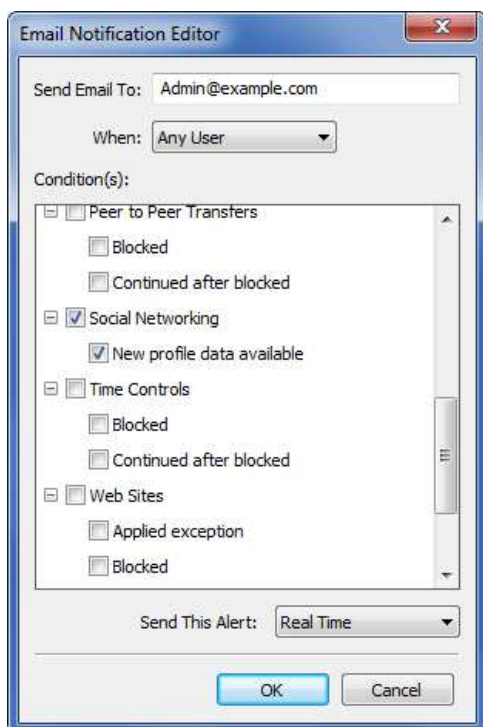 Email Notification Editor
Send Email To: Admin@example.com
When: Any User
Condition(s):
Peer to Peer Transfers
Blocked
Continued after blocked
Social Networking
New profile data available
Time Controls
Blocked
Continued after blocked
Web Sites
Applied exception
Blocked
Send This Alert: Real Time
OK Cancel